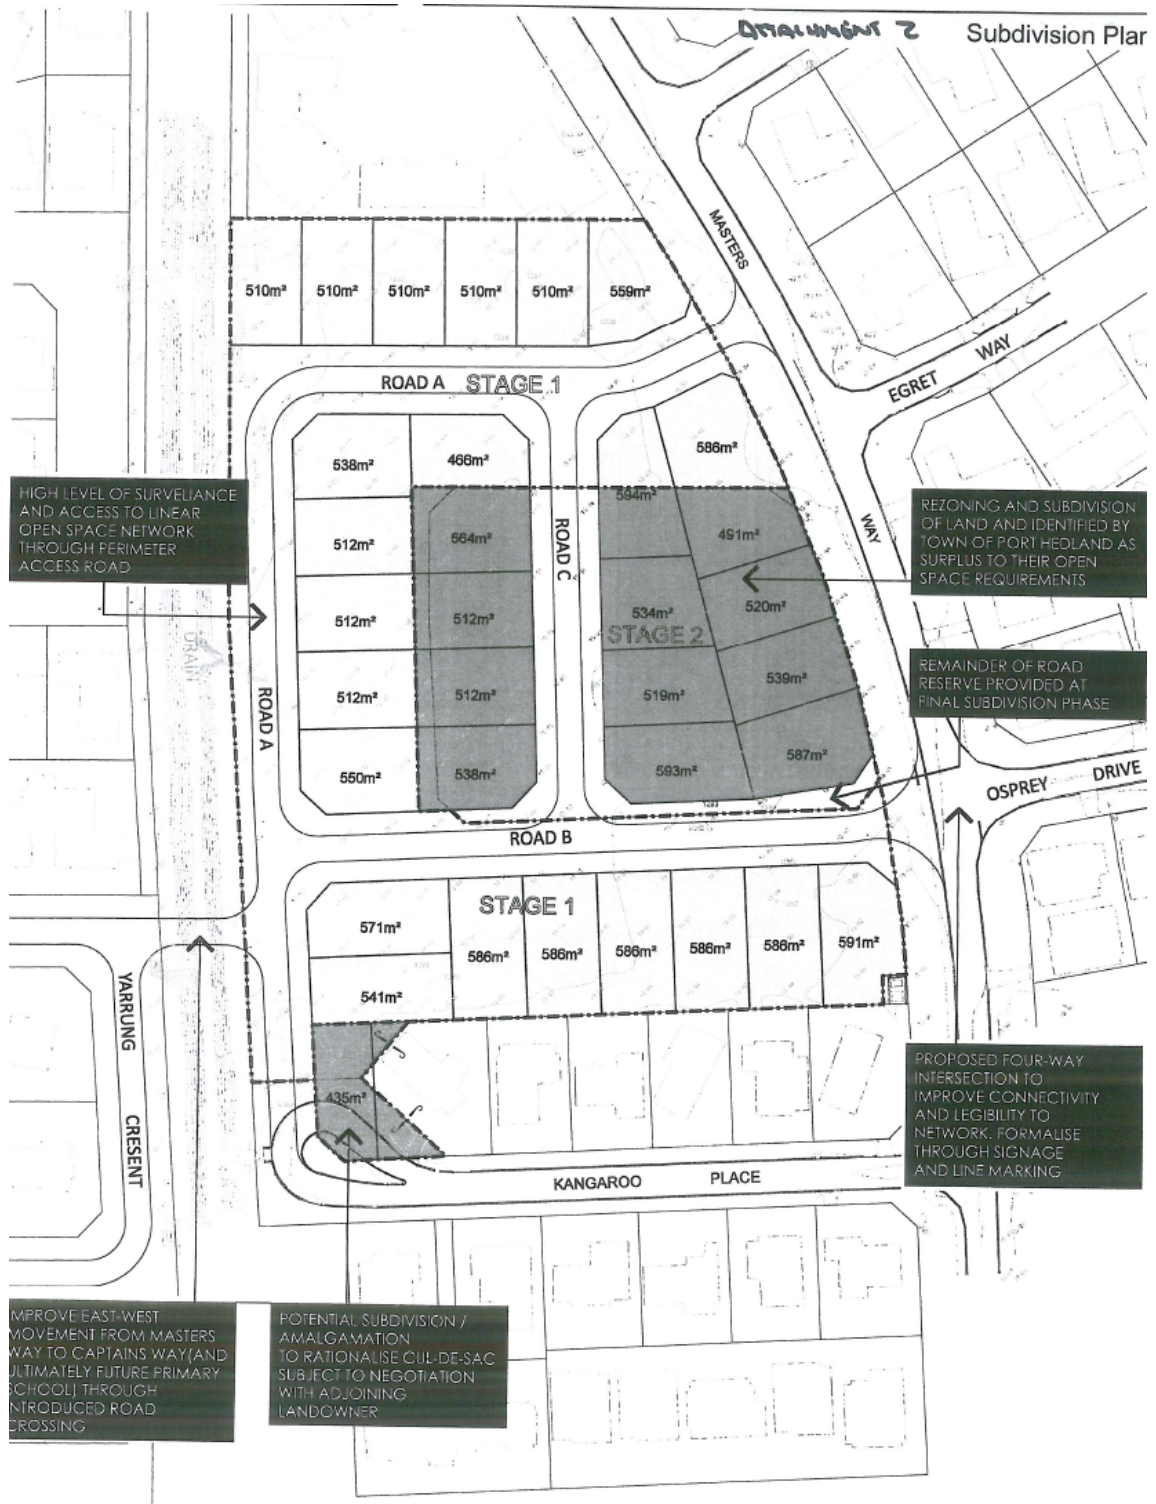 ATTACHMENT 2
Subdivision Plan
MASTERS
510m² 510m² 510m² 510m² 510m² 559m²
EGRET WAY
ROAD A STAGE 1
538m² 466m² 586m²
594m²
HIGH LEVEL OF SURVELIANCE
AND ACCESS TO LINEAR
OPEN SPACE NETWORK
THROUGH PERIMETER
ACCESS ROAD
REZONING AND SUBDIVISION
OF LAND AND IDENTIFIED BY
TOWN OF PORT HEDLAND AS
SURPLUS TO THEIR OPEN
SPACE REQUIREMENTS
WAY
ROAD C
512m² 564m² 491m²
512m² 512m² 534m² 520m²
STAGE 2
DRAIN
REMAINDER OF ROAD
RESERVE PROVIDED AT
FINAL SUBDIVISION PHASE
ROAD A
512m² 512m² 519m² 539m²
550m² 538m² 593m² 587m²
OSPREY DRIVE
ROAD B
STAGE 1
571m²
586m² 586m² 586m² 586m² 586m² 591m²
541m²
YARRUNG
CRESENT
435m²
PROPOSED FOUR-WAY
INTERSECTION TO
IMPROVE CONNECTIVITY
AND LEGIBILITY TO
NETWORK. FORMALISE
THROUGH SIGNAGE
AND LINE MARKING
KANGAROO PLACE
IMPROVE EAST-WEST
MOVEMENT FROM MASTERS
WAY TO CAPTAINS WAY(AND
ULTIMATELY FUTURE PRIMARY
SCHOOL) THROUGH
INTRODUCED ROAD
CROSSING
POTENTIAL SUBDIVISION /
AMALGAMATION
TO RATIONALISE CUL-DE-SAC
SUBJECT TO NEGOTIATION
WITH ADJOINING
LANDOWNER